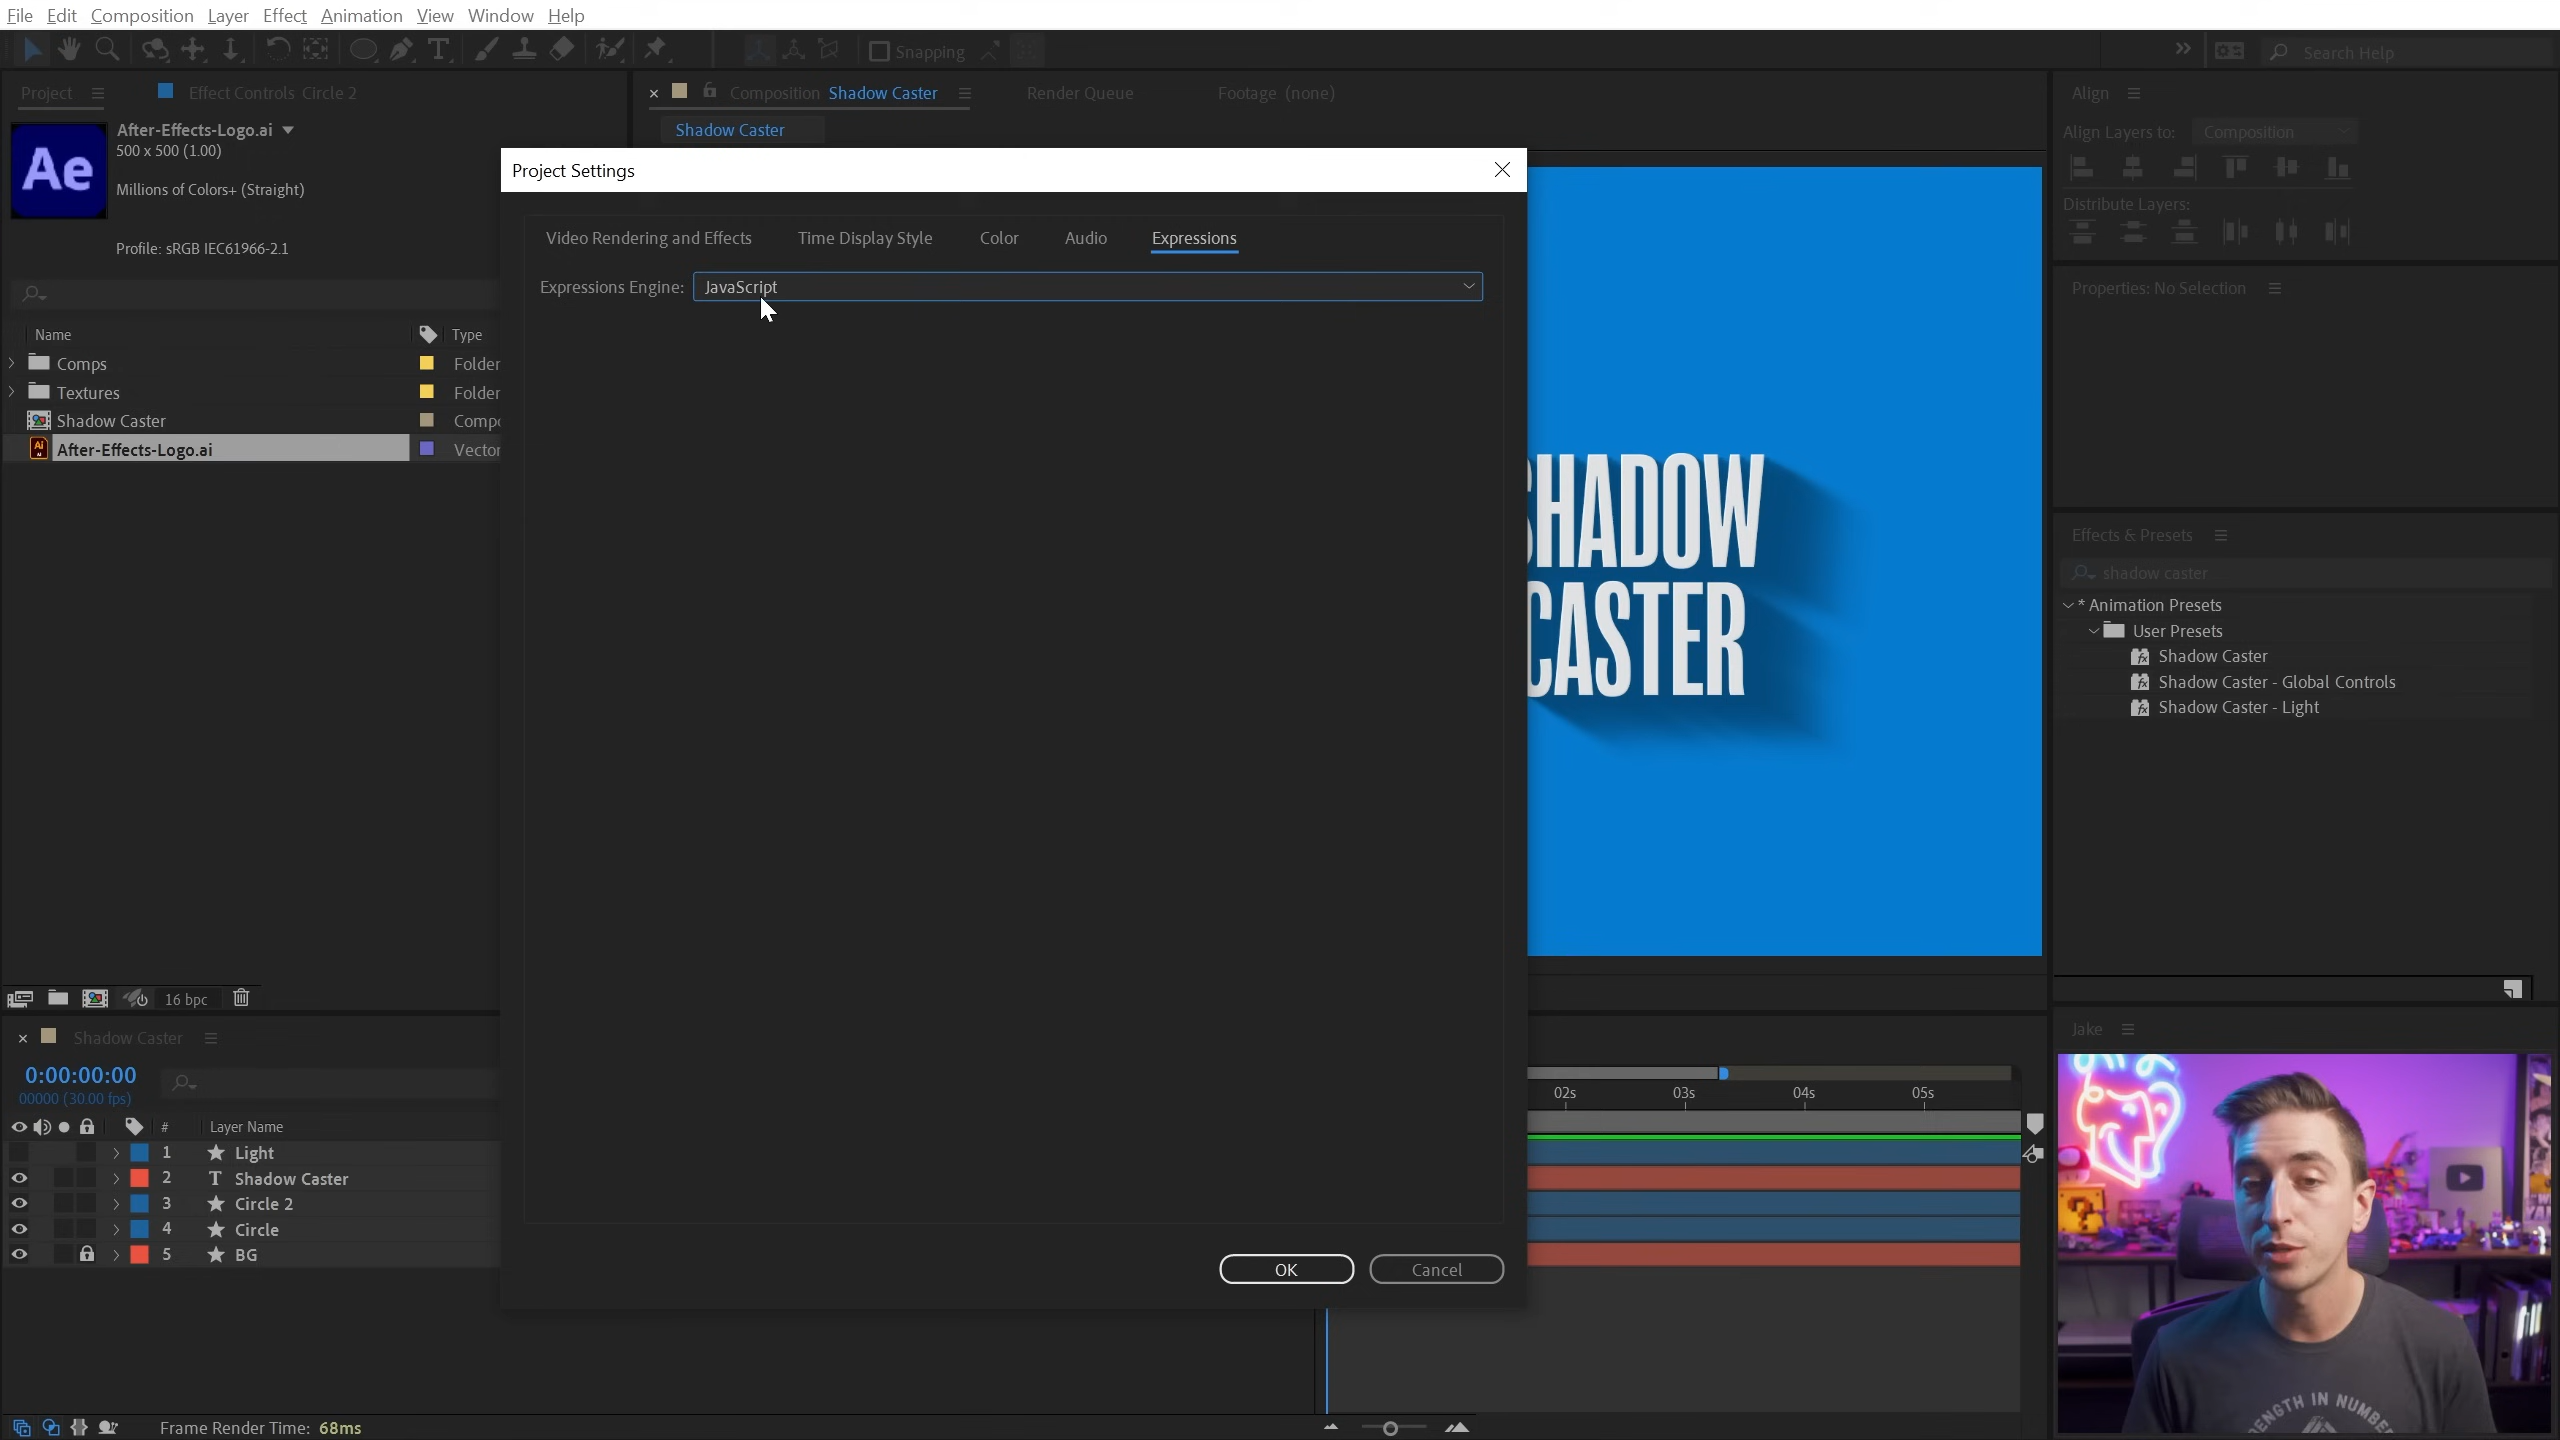 File Edit Composition Layer Effect Animation View Window Help
Snapping
Search Help
Project
Effect Controls Circle 2
Composition Shadow Caster
Render Queue
Footage (none)
Align
After-Effects-Logo.ai
500 x 500 (1.00)
Shadow Caster
Align Layers to: Composition
Ae
Millions of Colors+ (Straight)
Project Settings
Distribute Layers:
Profile: sRGB IEC61966-2.1
Video Rendering and Effects
Time Display Style
Color
Audio
Expressions
Expressions Engine: JavaScript
Properties: No Selection
Name
Type
Comps
Folder
Textures
Folder
Shadow Caster
Compo
Ai
After-Effects-Logo.ai
Vector
SHADOW
CASTER
Effects & Presets
shadow caster
* Animation Presets
User Presets
Shadow Caster
Shadow Caster - Global Controls
Shadow Caster - Light
16 bpc
Shadow Caster
Jake
0:00:00:00
00000 (30.00 fps)
02s
03s
04s
05s
# Layer Name
1 Light
2 T Shadow Caster
3 Circle 2
4 Circle
5 BG
OK
Cancel
Frame Render Time: 68ms